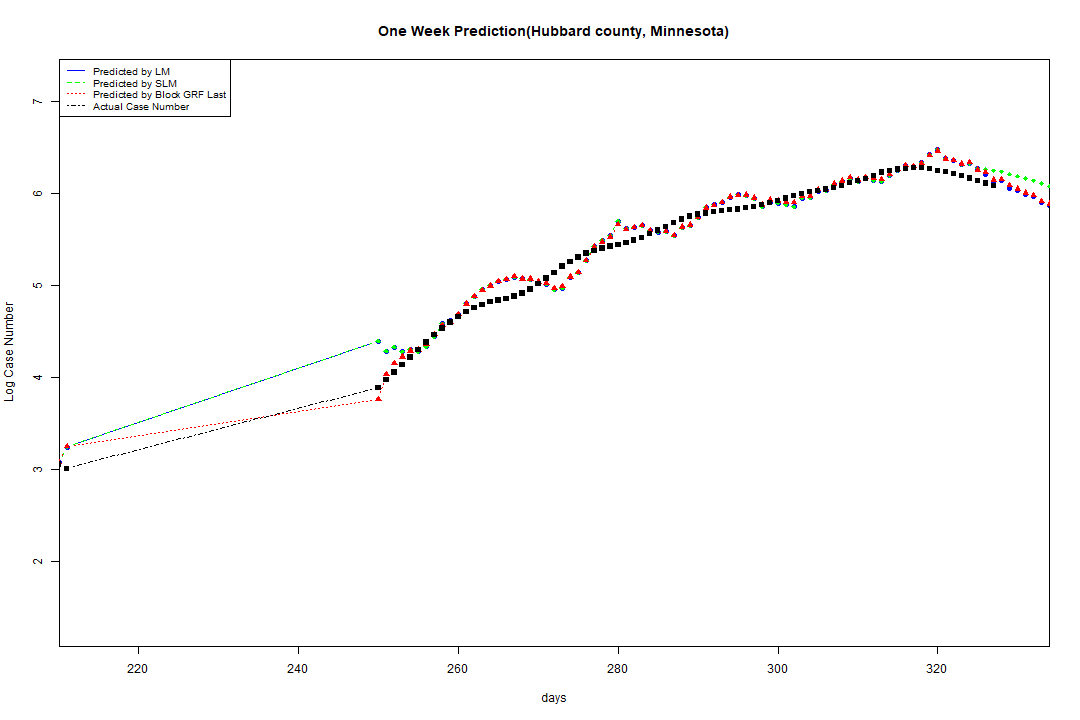 One Week Prediction(Hubbard county, Minnesota)
Predicted by LM
Predicted by SLM
Predicted by Block GRF Last
Actual Case Number
7
6
5
4
3
2
Log Case Number
220 240 260 280 300 320
days